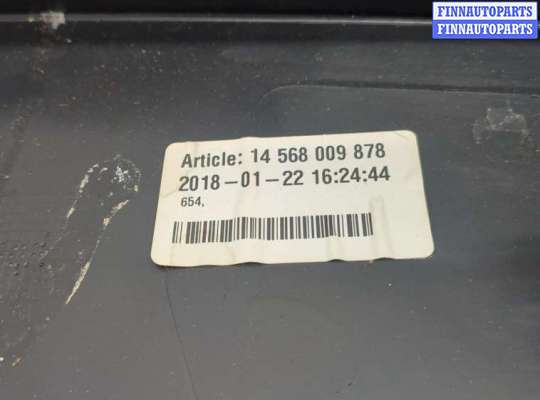 FINNAUTOPARTS
FINNAUTOPARTS
Article: 14 568 009 878
2018-01-22 16:24:44
654,